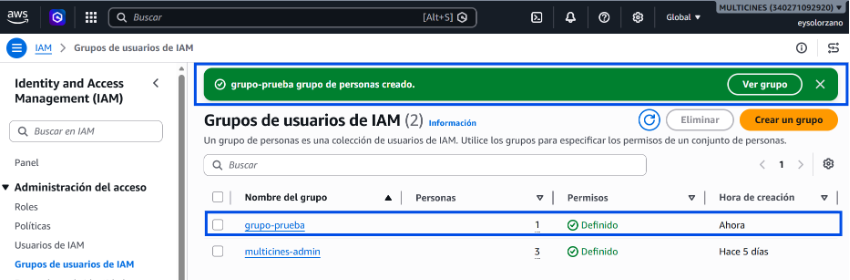 aws
Buscar
[Alt+S]
Global
MULTICINES (340271092920)
eysolorzano
IAM > Grupos de usuarios de IAM
Identity and Access Management (IAM)
Buscar en IAM
Panel
Administración del acceso
Roles
Políticas
Usuarios de IAM
Grupos de usuarios de IAM
grupo-prueba grupo de personas creado.
Ver grupo
Grupos de usuarios de IAM (2) Información
Eliminar
Crear un grupo
Un grupo de personas es una colección de usuarios de IAM. Utilice los grupos para especificar los permisos de un conjunto de personas.
Buscar
1
Nombre del grupo Personas Permisos Hora de creación
grupo-prueba 1 Definido Ahora
multicines-admin 3 Definido Hace 5 días